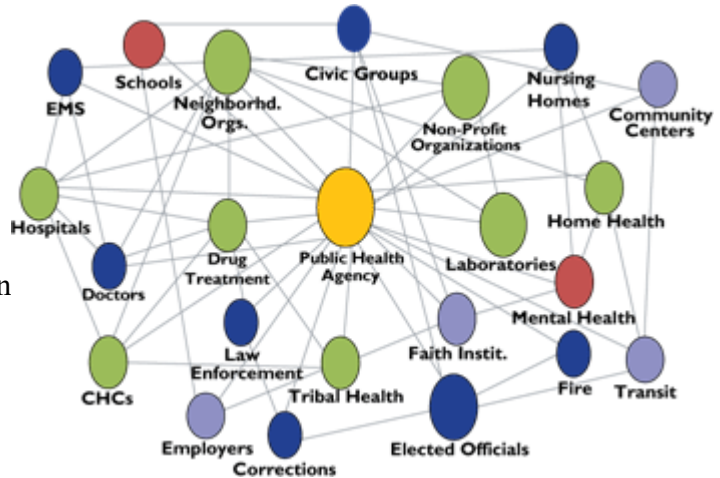 EMS
Schools
Neighborhd.
Orgs.
Civic Groups
Non-Profit
Organizations
Nursing
Homes
Community
Centers
Hospitals
Doctors
Drug
Treatment
Public Health
Agency
Laboratories
Home Health
Mental Health
CHCs
Law
Enforcement
Tribal Health
Faith Instit.
Fire
Transit
Employers
Corrections
Elected Officials
n